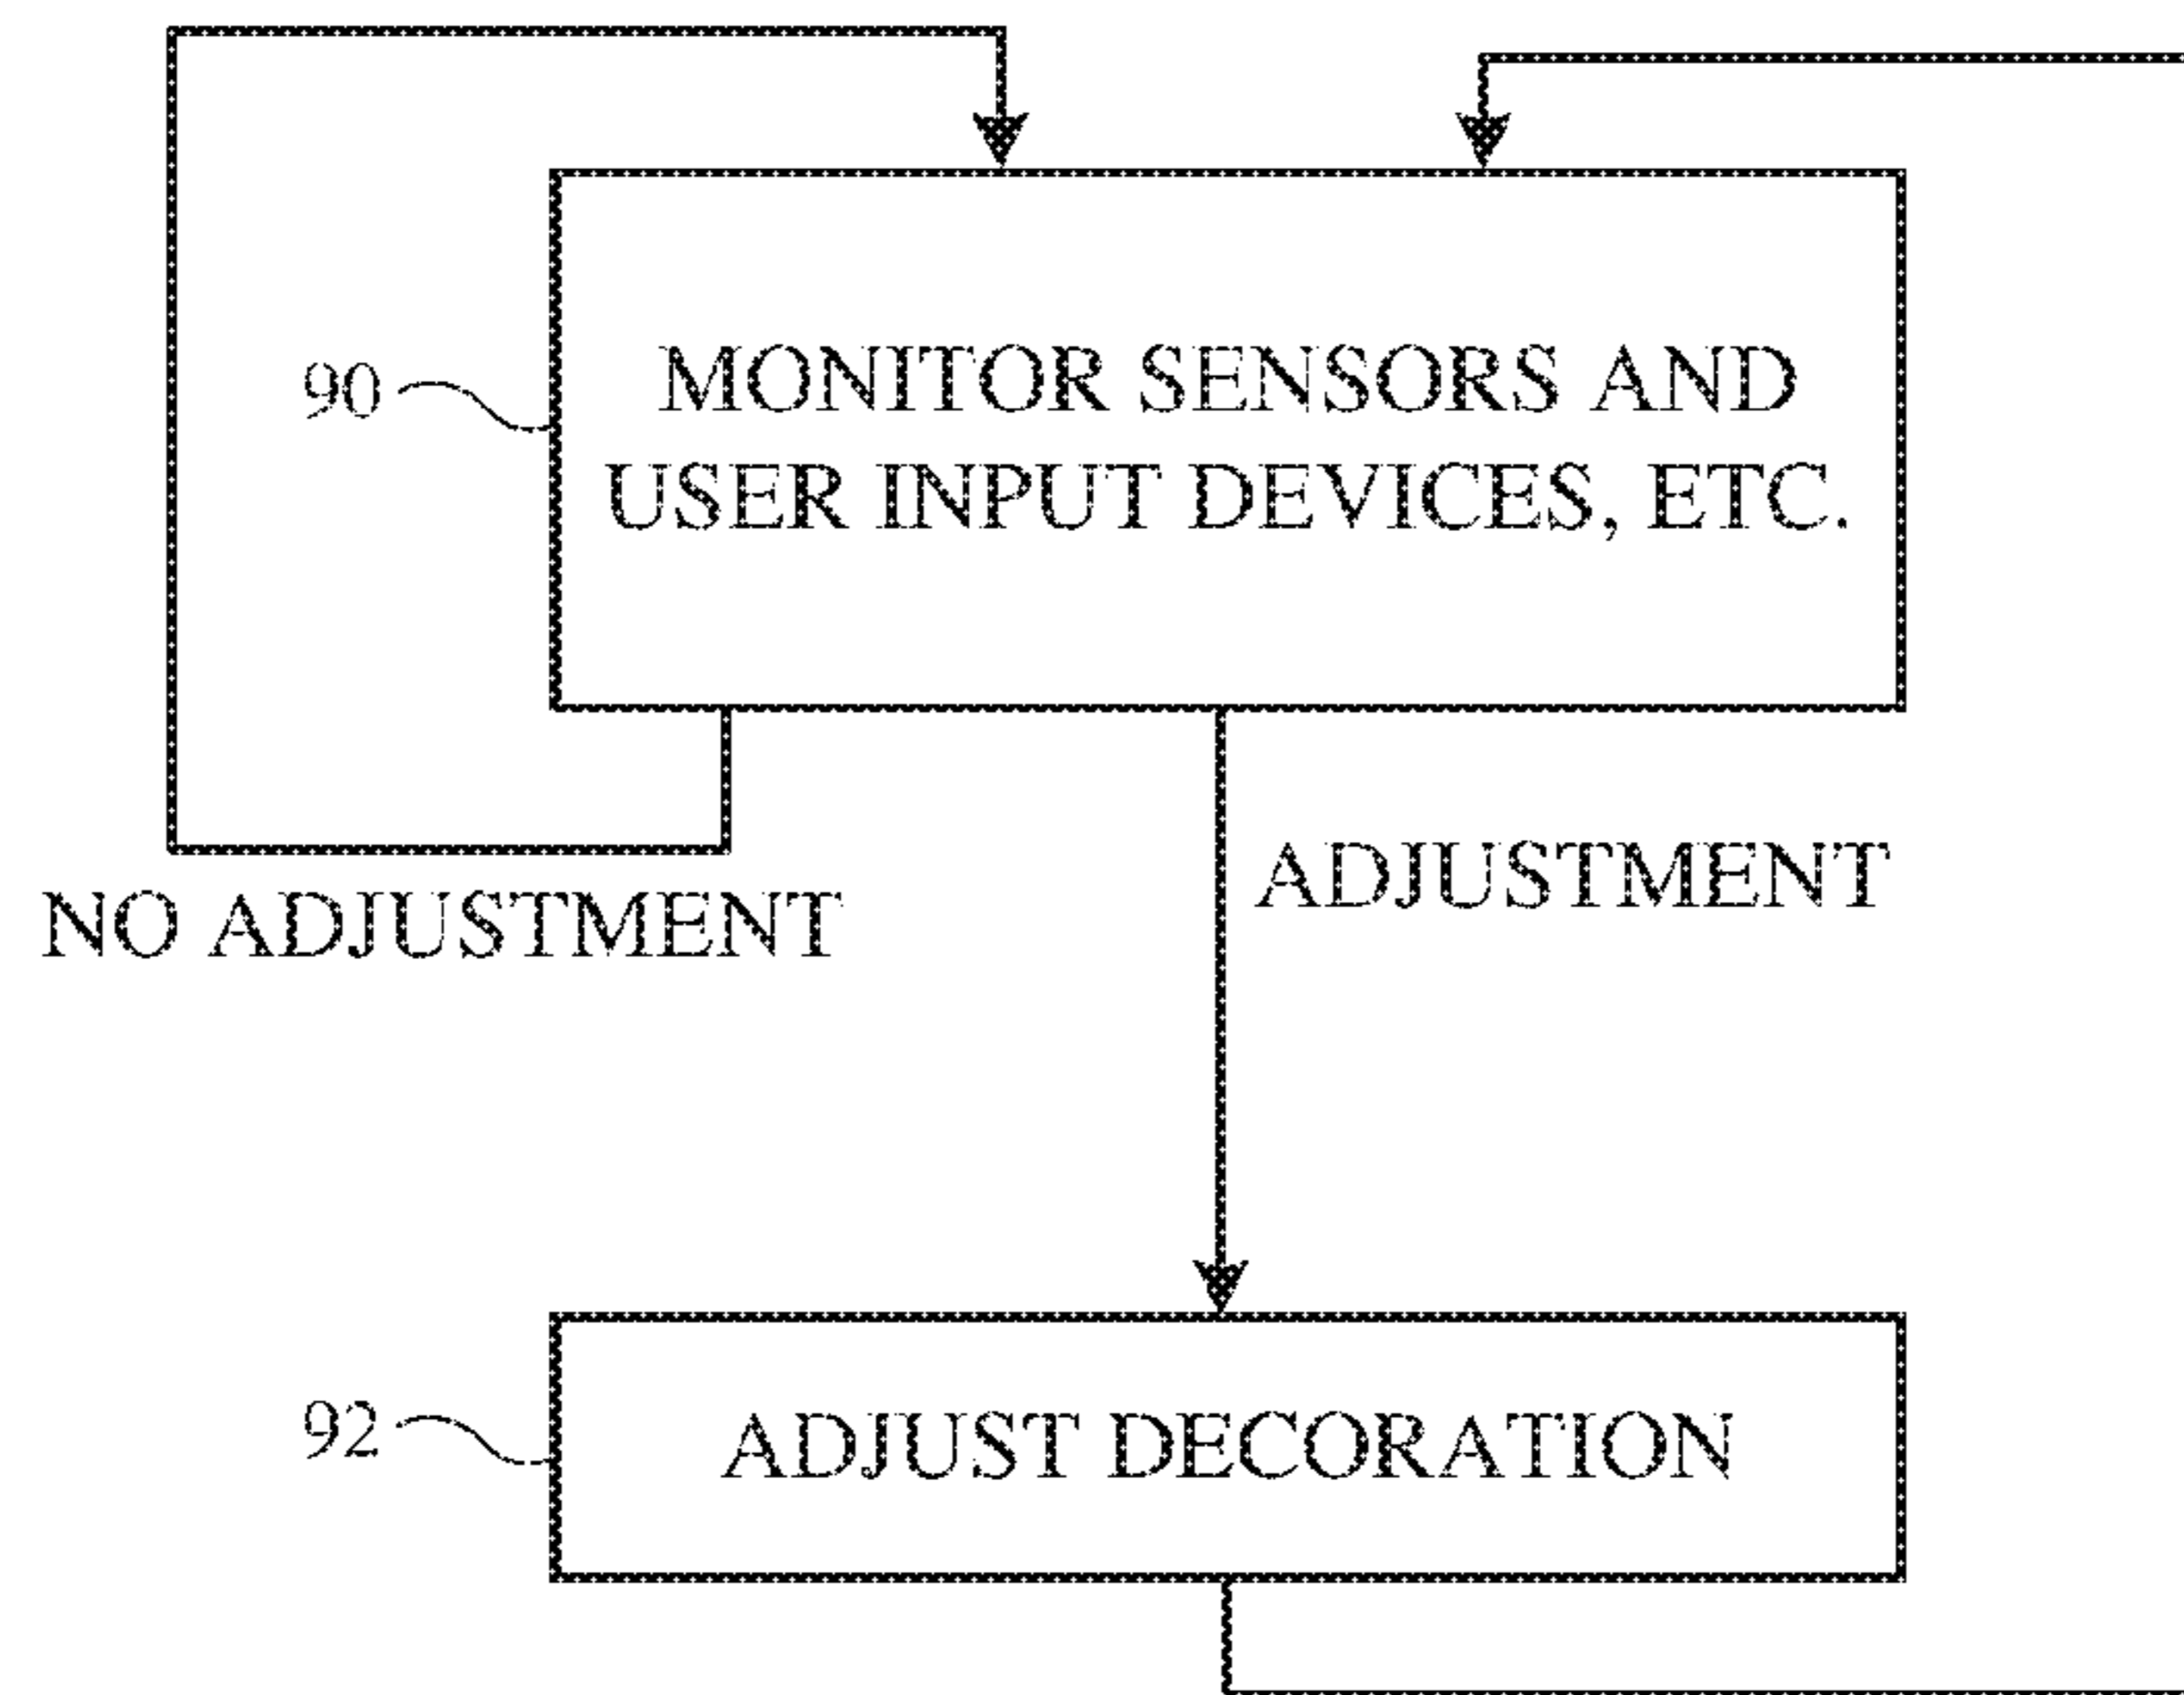 90
MONITOR SENSORS AND
USER INPUT DEVICES, ETC.
NO ADJUSTMENT
ADJUSTMENT
92
ADJUST DECORATION